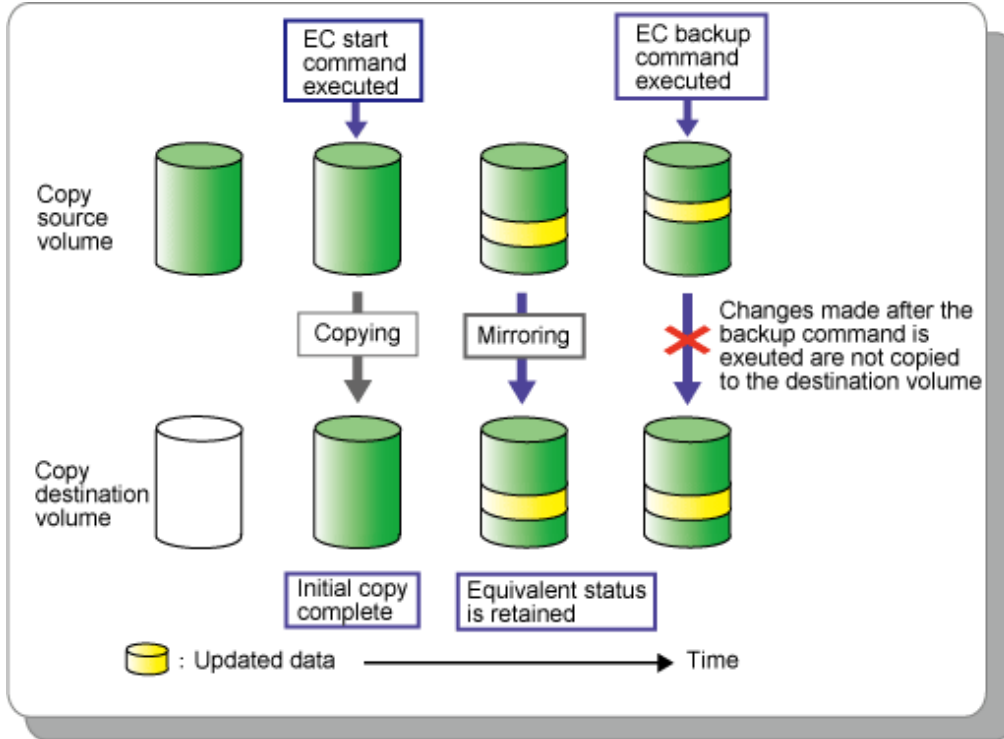 EC start
command
executed
EC backup
command
executed
Copy
source
volume
Copying
Mirroring
Changes made after the
backup command is
exeuted are not copied
to the destination volume
Copy
destination
volume
Initial copy
complete
Equivalent status
is retained
: Updated data
Time